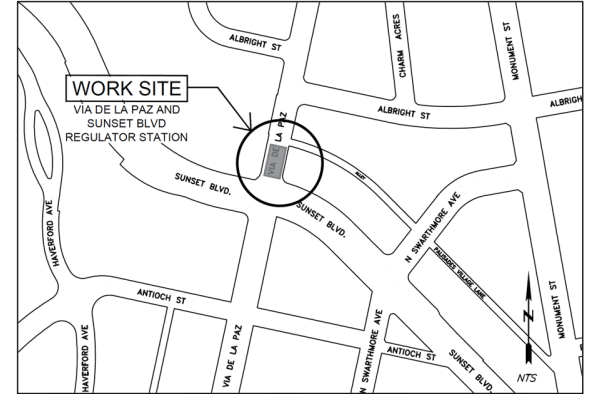 ALBRIGHT ST
CHARM ACRES
MONUMENT ST
WORK SITE
VIA DE LA PAZ AND
SUNSET BLVD
REGULATOR STATION
ALBRIGHT ST
ALBRIGH
VIA DE LA PAZ
SUNSET BLVD.
ALLEY
SUNSET BLVD.
HAVERFORD AVE
N SWARTHMORE AVE
PALISADES VILLAGE LANE
ANTIOCH ST
MONUMENT ST
N
HAVERFORD AVE
VIA DE LA PAZ
N SWARTHMORE AVE
ANTIOCH ST
SUNSET BLVD.
NTS